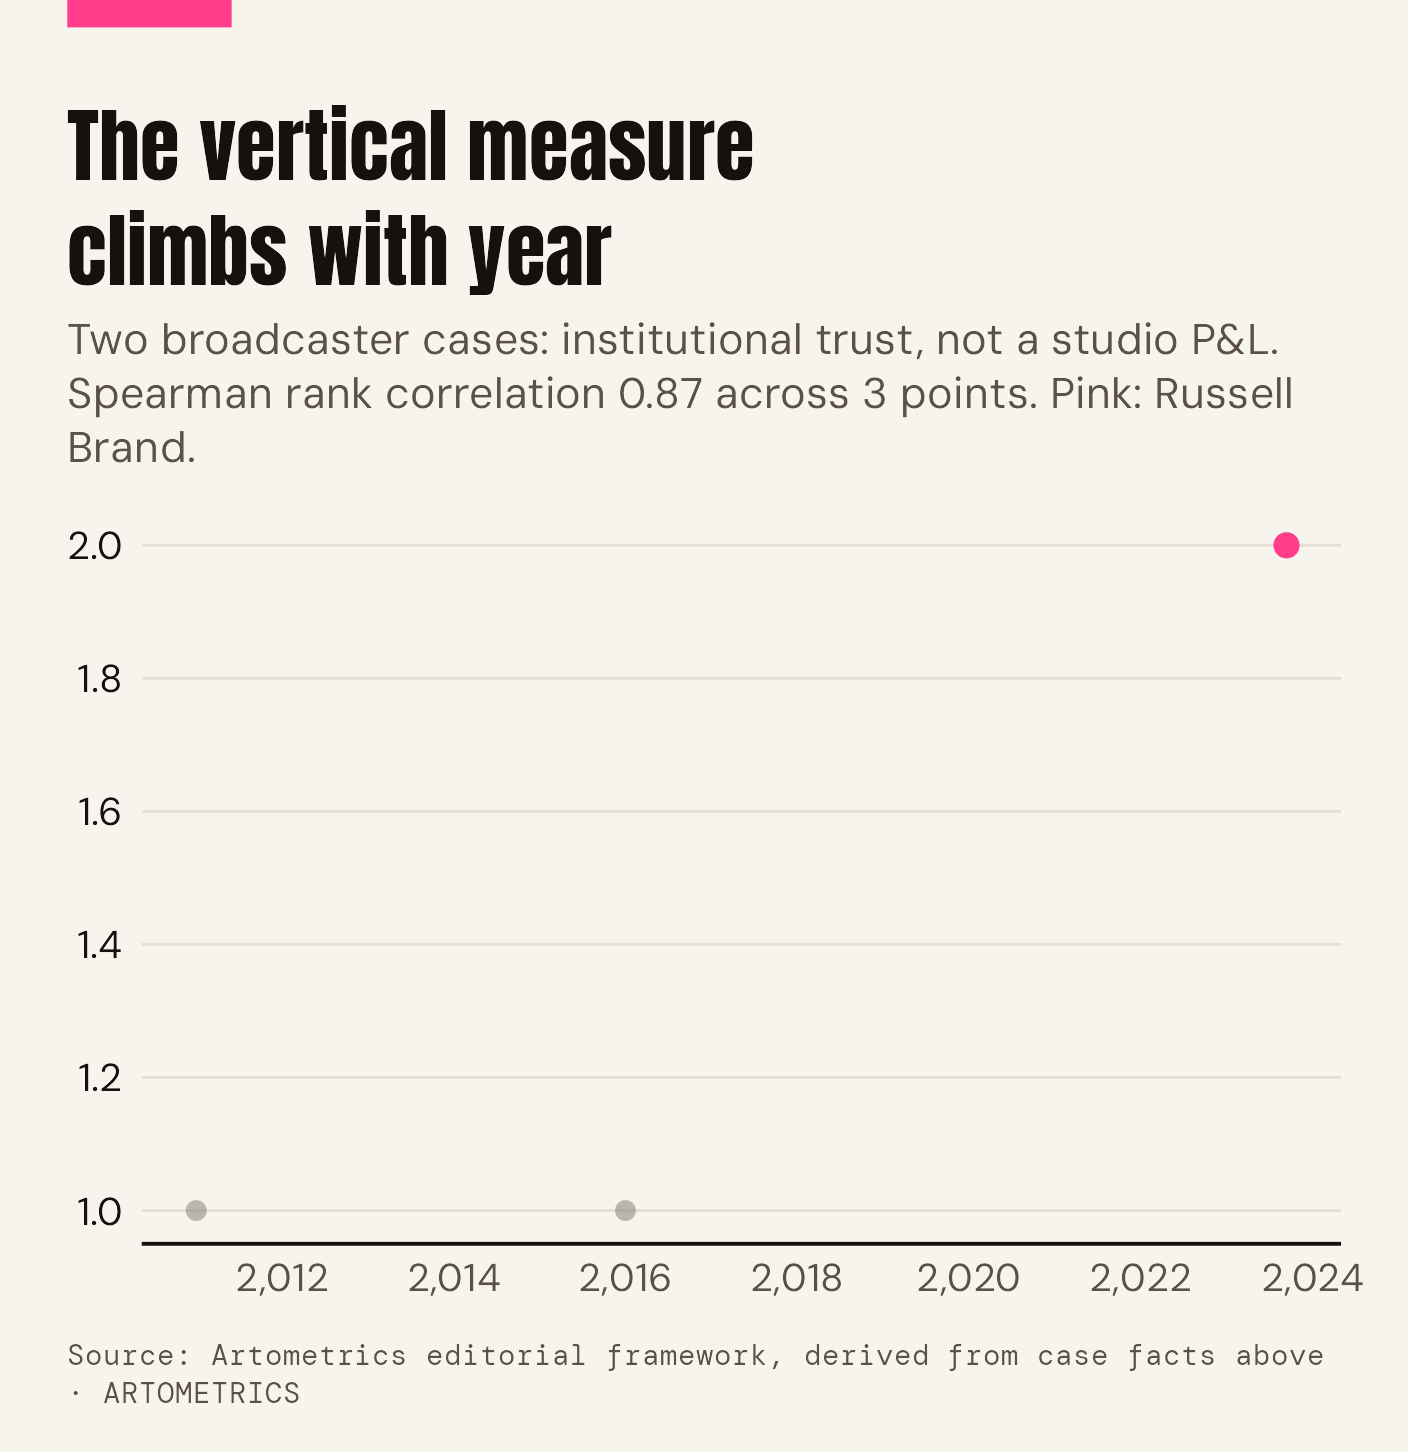 The vertical measure
climbs with year
Two broadcaster cases: institutional trust, not a studio P&L.
Spearman rank correlation 0.87 across 3 points. Pink: Russell
Brand.
2.0
1.8
1.6
1.4
1.2
1.0
2,012 2,014 2,016 2,018 2,020 2,022 2,024
Source: Artometrics editorial framework, derived from case facts above
· ARTOMETRICS